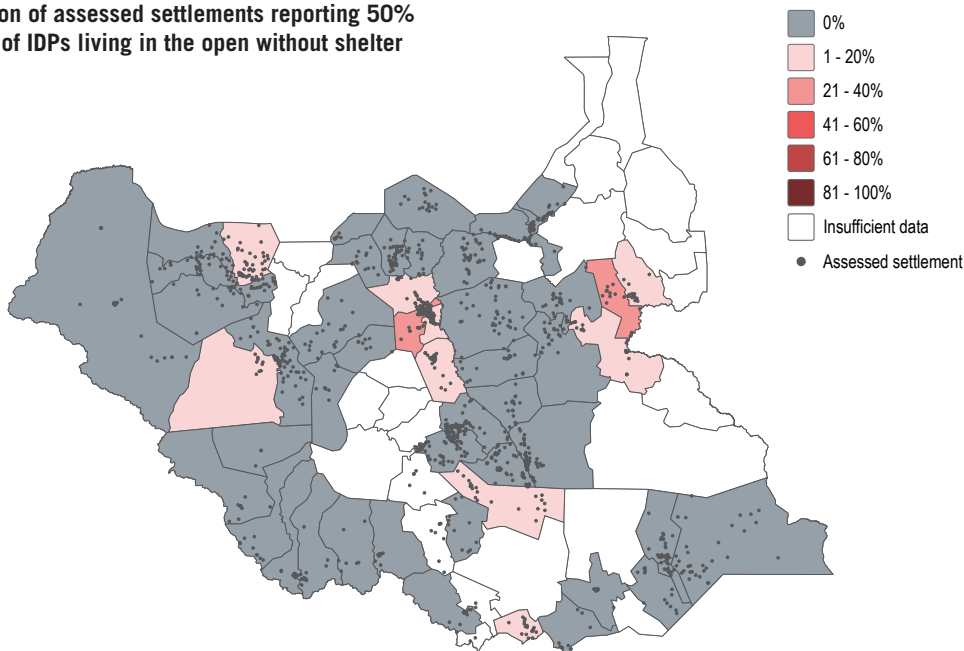 of assessed settlements reporting 50%
of IDPs living in the open without shelter
0%
1 - 20%
21 - 40%
41 - 60%
61 - 80%
81 - 100%
Insufficient data
Assessed settlement